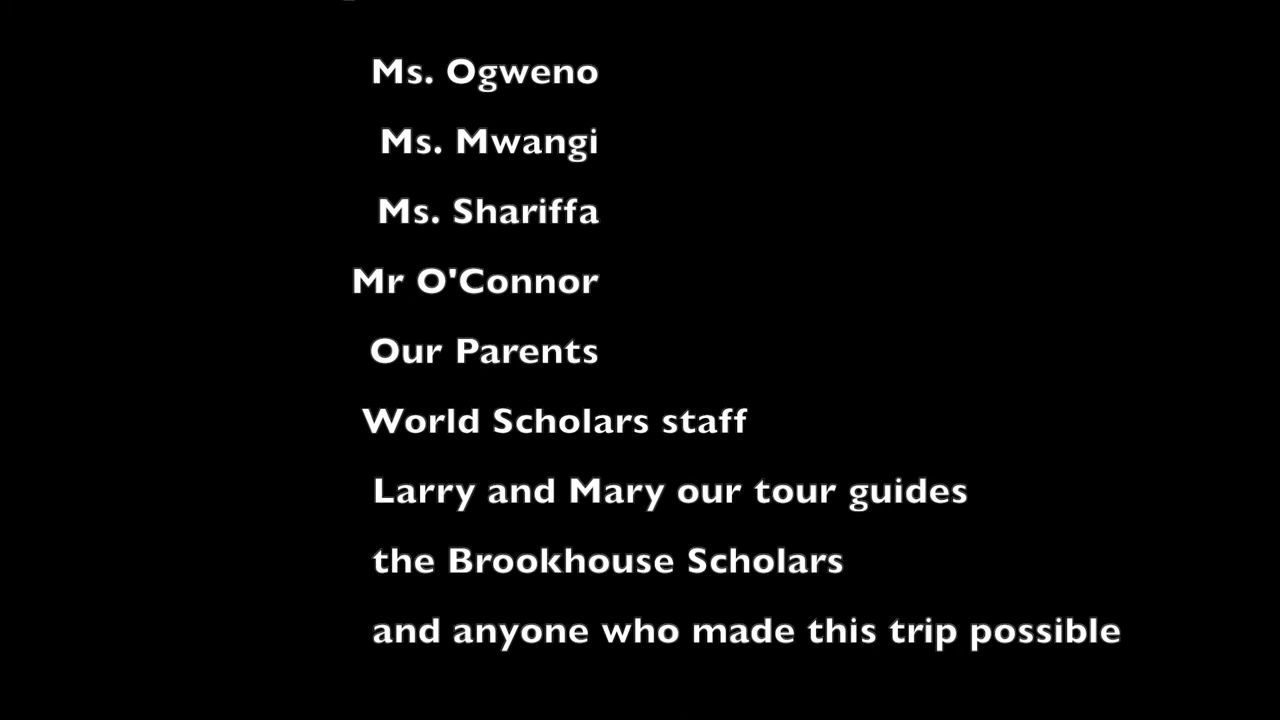 Ms. Ogweno
Ms. Mwangi
Ms. Shariffa
Mr O'Connor
Our Parents
World Scholars staff
Larry and Mary our tour guides
the Brookhouse Scholars
and anyone who made this trip possible